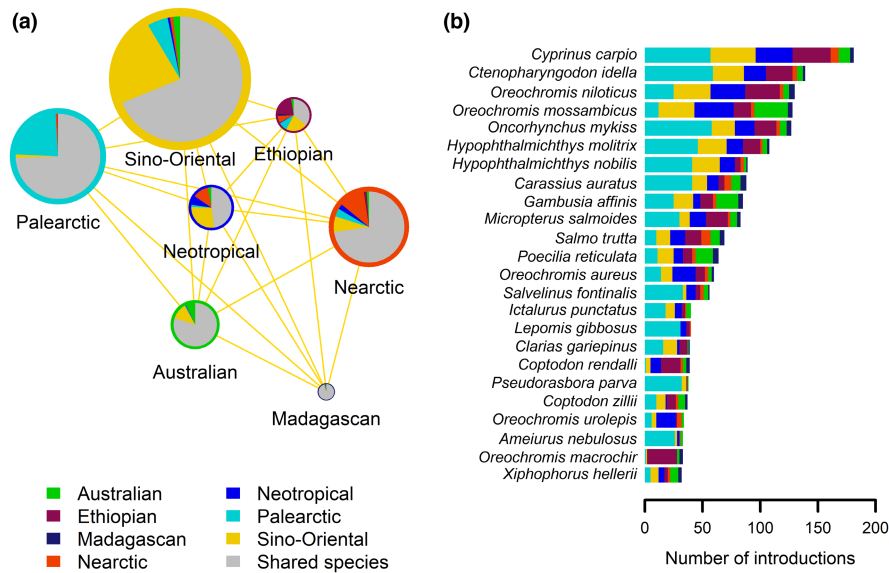 (a)
Sino-Oriental
Ethiopian
Palearctic
Neotropical
Nearctic
Australian
Madagascan
Australian
Ethiopian
Madagascar
Nearctic
Neotropical
Palearctic
Sino-Oriental
Shared species
(b)
Cyprinus carpio
Ctenopharyngodon idella
Oreochromis niloticus
Oreochromis mossambicus
Oncorhynchus mykiss
Hypophthalmichthys molitrix
Hypophthalmichthys nobilis
Carassius auratus
Gambusia affinis
Micropterus salmoides
Salmo trutta
Poecilia reticulata
Oreochromis aureus
Salvelinus fontinalis
Ictalurus punctatus
Lepomis gibbosus
Clarias gariepinus
Coptodon rendalli
Pseudorasbora parva
Coptodon zillii
Oreochromis urolepis
Ameiurus nebulosus
Oreochromis macrochir
Xiphophorus hellerii
0 50 100 150 200
Number of introductions